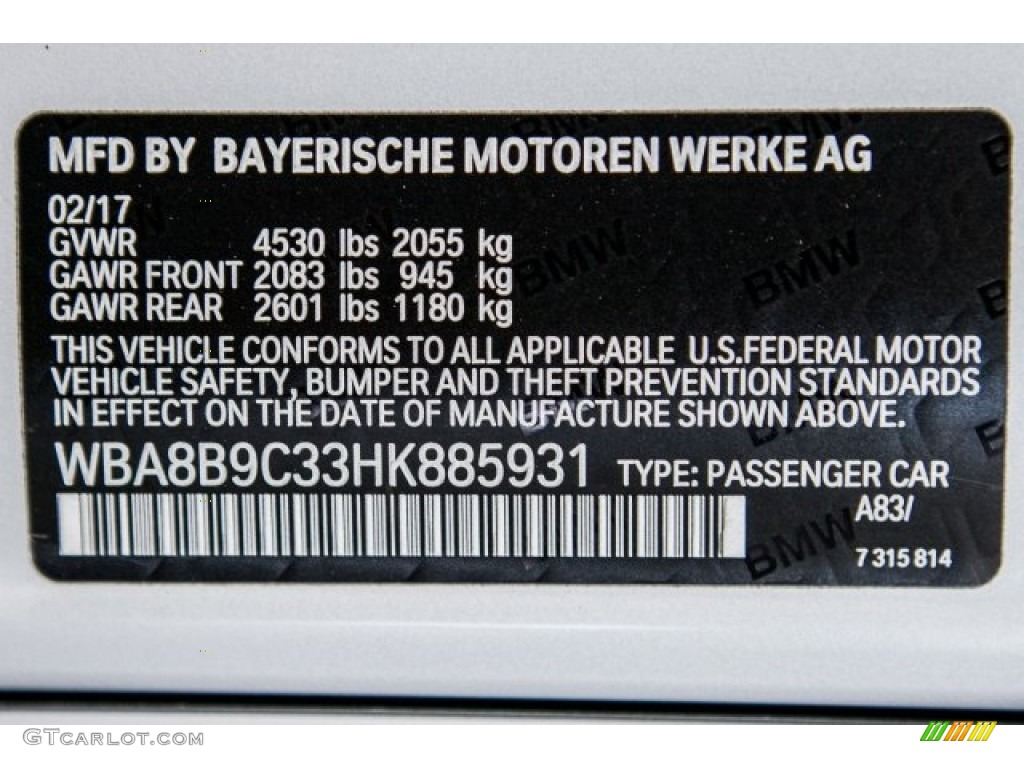 MFD BY BAYERISCHE MOTOREN WERKE AG
02/17
GVWR 4530 lbs 2055 kg
GAWR FRONT 2083 lbs 945 kg
GAWR REAR 2601 lbs 1180 kg
THIS VEHICLE CONFORMS TO ALL APPLICABLE U.S.FEDERAL MOTOR
VEHICLE SAFETY, BUMPER AND THEFT PREVENTION STANDARDS
IN EFFECT ON THE DATE OF MANUFACTURE SHOWN ABOVE.
WBA8B9C33HK885931 TYPE: PASSENGER CAR
A83/
7 315 814
BMW
BMW
BMW
GTCarlot.com